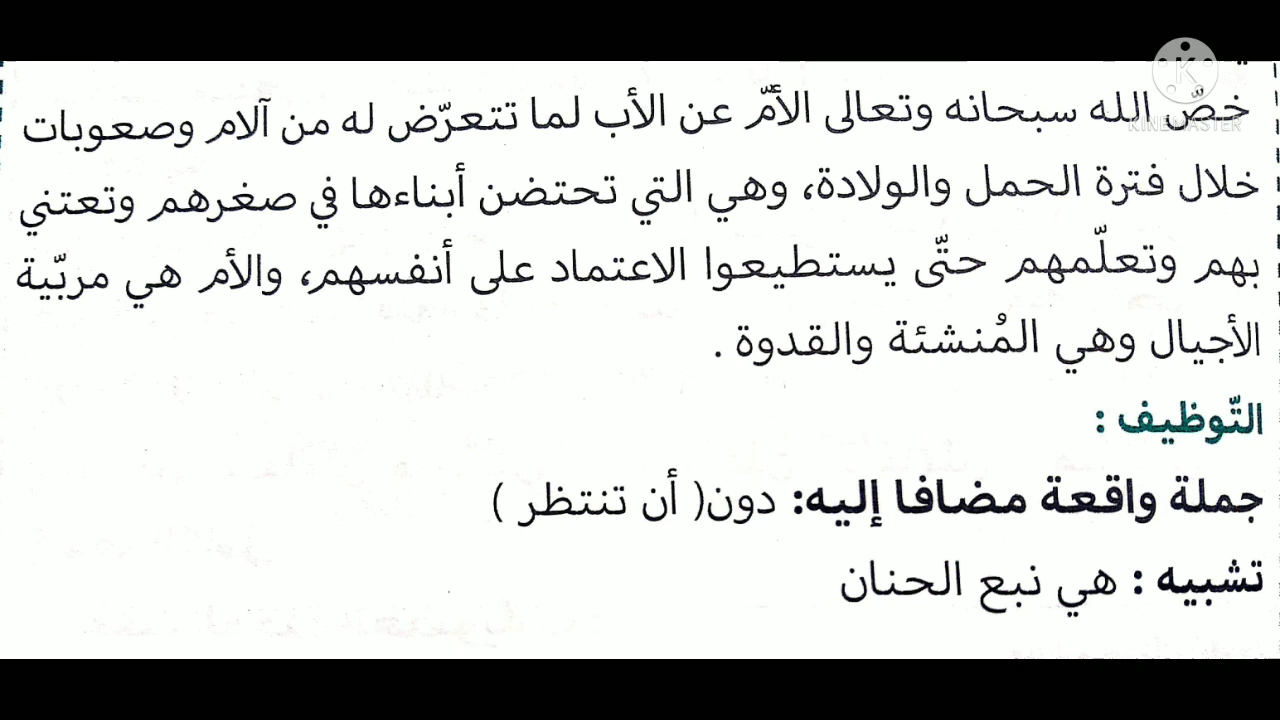 خصّ الله سبحانه وتعالى الأمّ عن الأب لما تتعرّض له من آلام وصعوبات
خلال فترة الحمل والولادة، وهي التي تحتضن أبناءها في صغرهم وتعتني
بهم وتعلّمهم حتّى يستطيعوا الاعتماد على أنفسهم، والأم هي مربّية
الأجيال وهي المُنشئة والقدوة .
التّوظيف :
جملة واقعة مضافا إليه: دون( أن تنتظر )
تشبيه : هي نبع الحنان
K
KINEMASTER